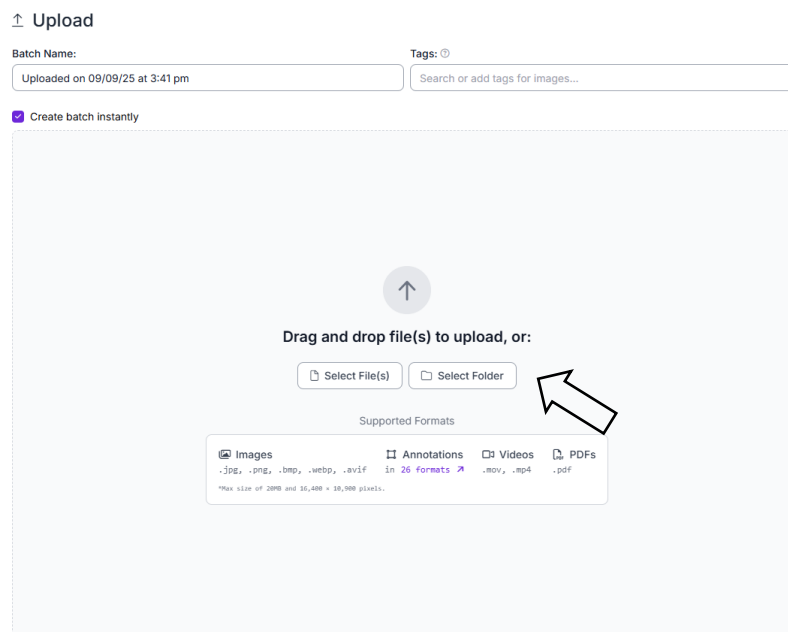 Upload
Batch Name:
Tags:
Uploaded on 09/09/25 at 3:41 pm
Search or add tags for images...
Create batch instantly
Drag and drop file(s) to upload, or:
Select File(s)
Select Folder
Supported Formats
Images
.jpg, .png, .bmp, .webp, .avif
*Max size of 20MB and 16,400 × 10,900 pixels.
Annotations
in 26 formats
Videos
.mov, .mp4
PDFs
.pdf